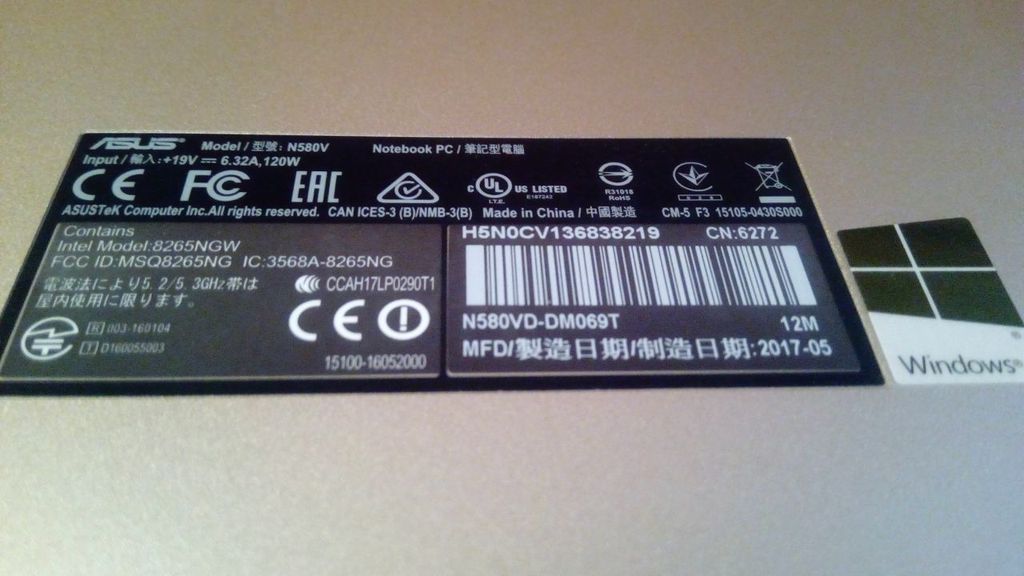 ASUS Model / 型號: N580V Notebook PC / 筆記型電腦
Input / 輸入: +19V ⎓ 6.32A, 120W
CE FC EAC c UL US LISTED
I.T.E. E187242
R31018
RoHS
ASUSTeK Computer Inc.All rights reserved. CAN ICES-3 (B)/NMB-3(B) Made in China / 中國製造 CM-5 F3 15105-0430S000
Contains
Intel Model:8265NGW
FCC ID:MSQ8265NG IC:3568A-8265NG
電波法により5.2/5.3GHz帯は
屋内使用に限ります。
CCAH17LP0290T1
CE
R 003-160104
T D160055003
15100-16052000
H5N0CV136838219 CN:6272
N580VD-DM069T 12M
MFD/製造日期/制造日期:2017-05
Windows®